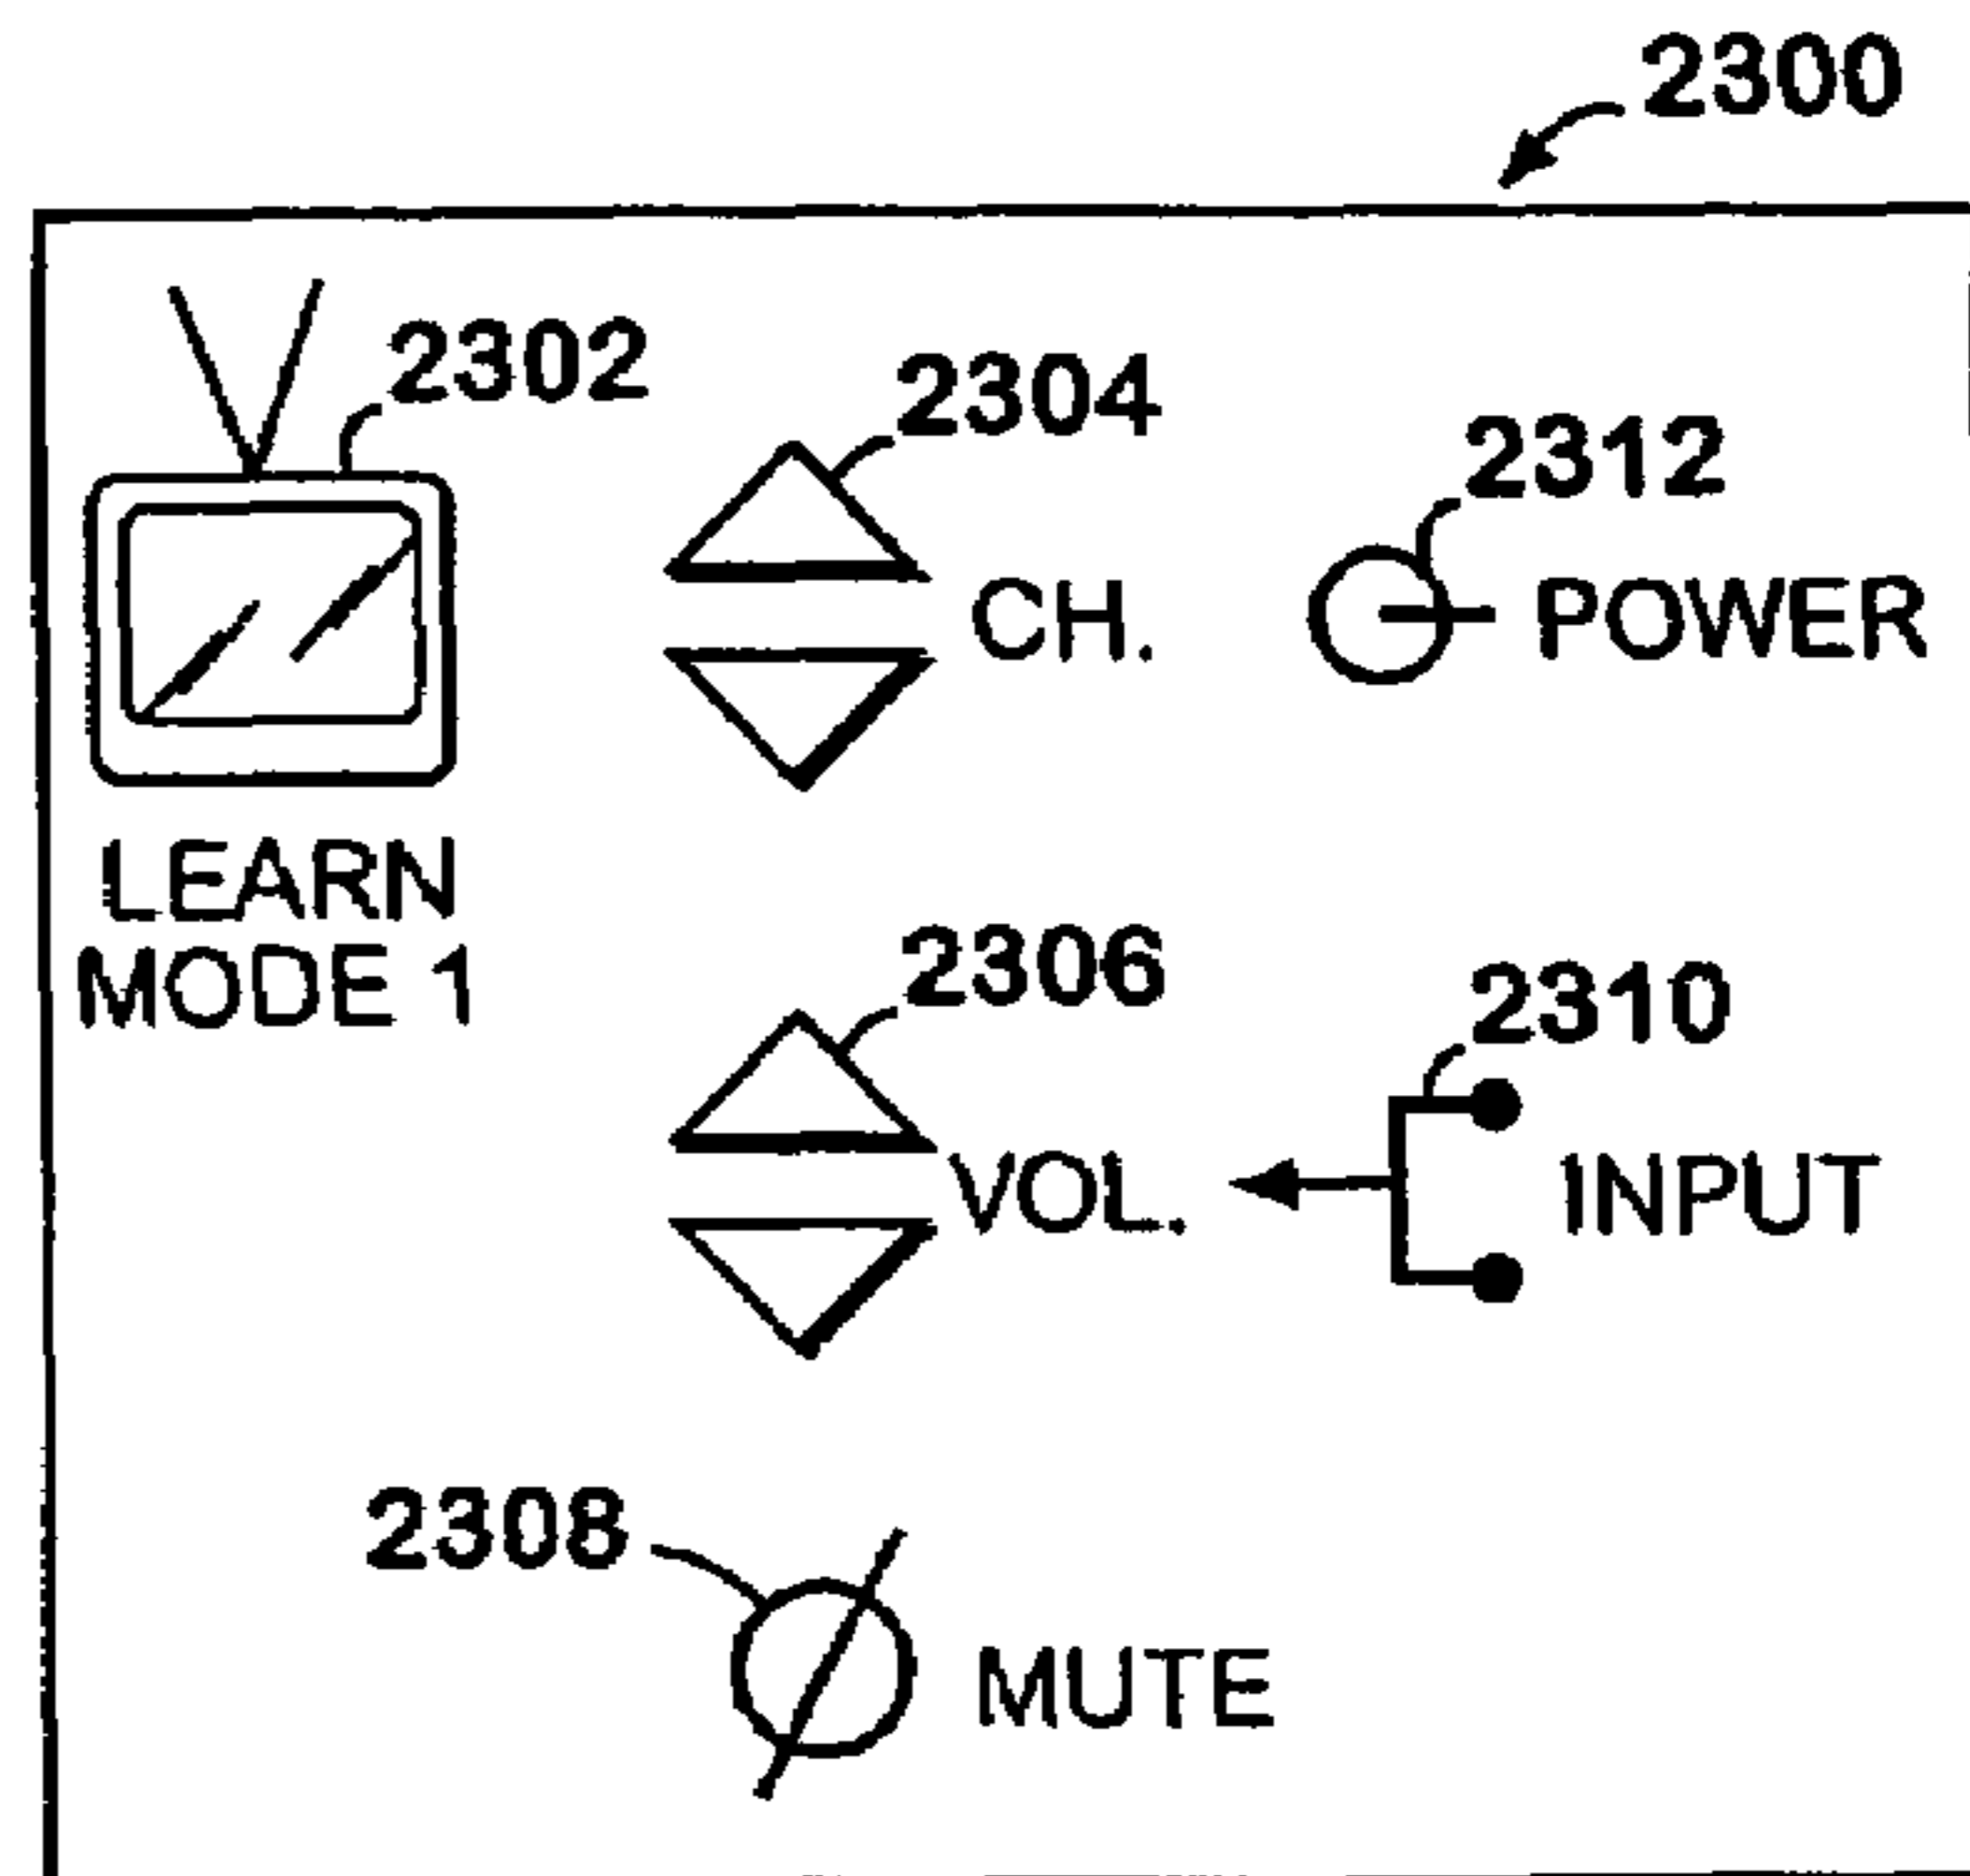 2300
2302
2304
2312
CH.
POWER
LEARN
MODE 1
2306
2310
VOL.
INPUT
2308
MUTE